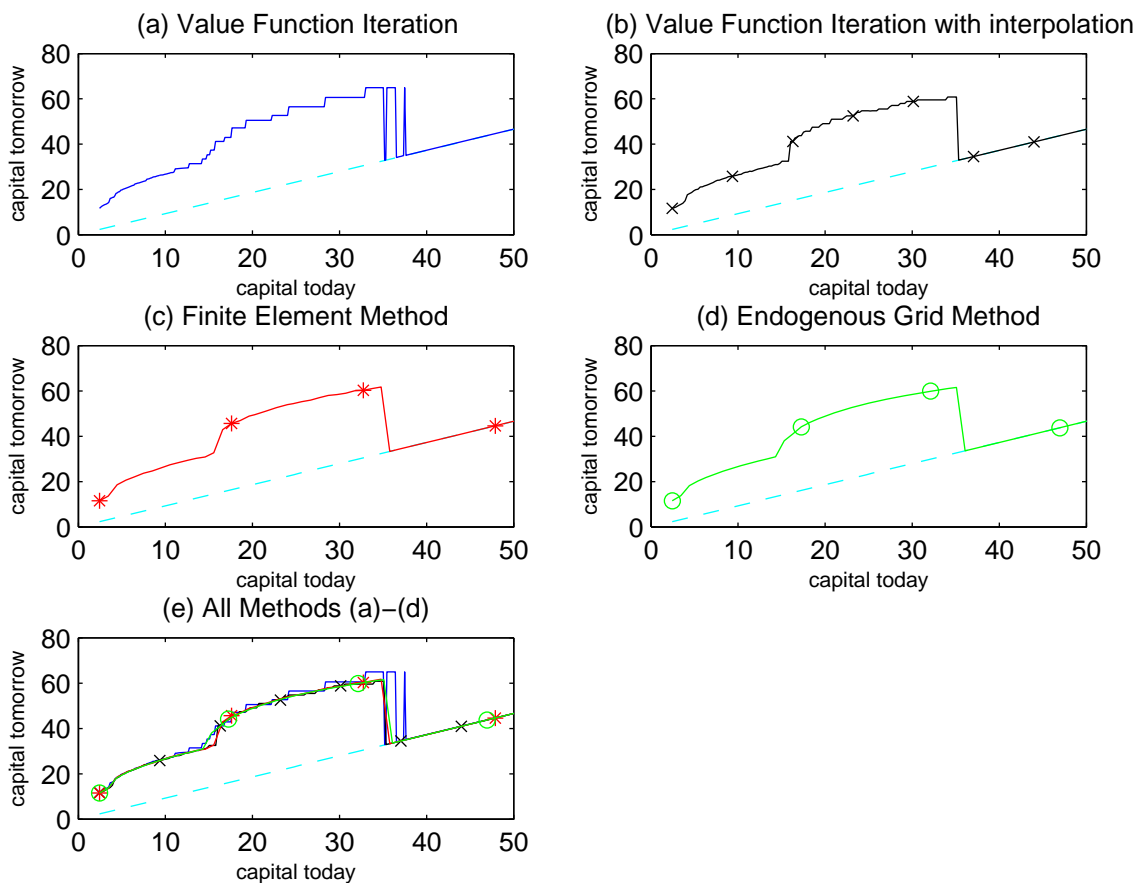 (a) Value Function Iteration
80
60
40
20
0
capital tomorrow
0 10 20 30 40 50
capital today
(b) Value Function Iteration with interpolation
80
60
40
20
0
capital tomorrow
0 10 20 30 40 50
capital today
(c) Finite Element Method
80
60
40
20
0
capital tomorrow
0 10 20 30 40 50
capital today
(d) Endogenous Grid Method
80
60
40
20
0
capital tomorrow
0 10 20 30 40 50
capital today
(e) All Methods (a)−(d)
80
60
40
20
0
capital tomorrow
0 10 20 30 40 50
capital today